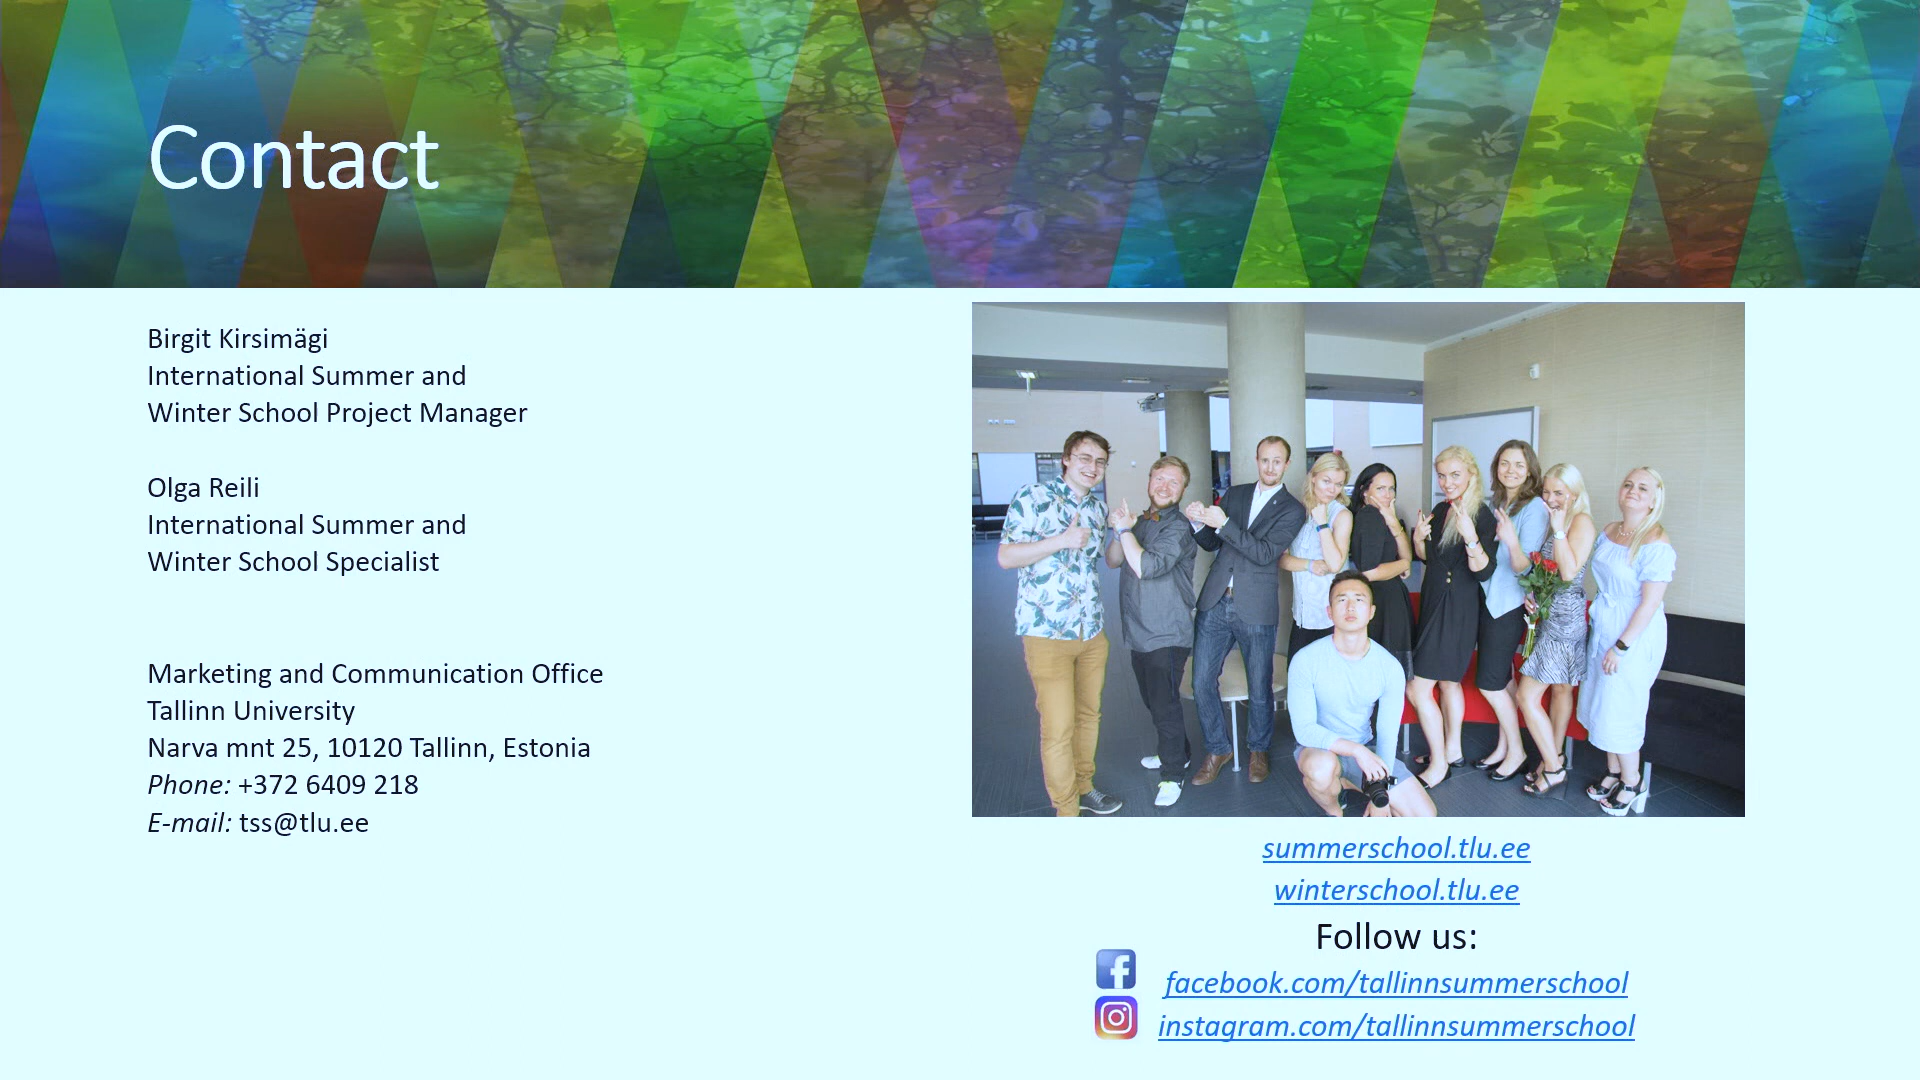 Contact
Birgit Kirsimägi
International Summer and
Winter School Project Manager
Olga Reili
International Summer and
Winter School Specialist
Marketing and Communication Office
Tallinn University
Narva mnt 25, 10120 Tallinn, Estonia
Phone: +372 6409 218
E-mail: tss@tlu.ee
summerschool.tlu.ee
winterschool.tlu.ee
Follow us:
facebook.com/tallinnsummerschool
instagram.com/tallinnsummerschool